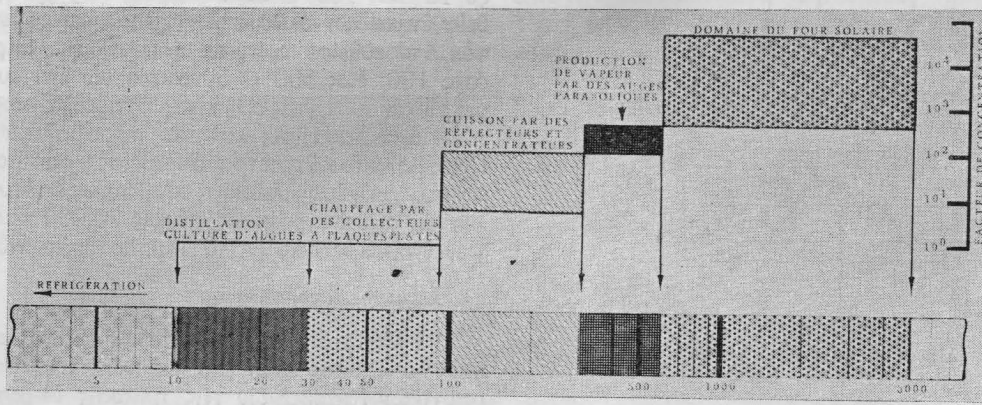 DOMAINE DU FOUR SOLAIRE
PRODUCTION
DE VAPEUR
PAR DES AUGES
PARABOLIQUES
CUISSON PAR DES
RÉFLECTEURS ET
CONCENTRATEURS
CHAUFFAGE PAR
DES COLLECTEURS
A PLAQUES PLATES
DISTILLATION
CULTURE D'ALGUES
RÉFRIGÉRATION
10⁴
10³
10²
10¹
10⁰
FACTEUR DE CONCENTRATION
5 10 20 30 40 50 100 500 1000 5000